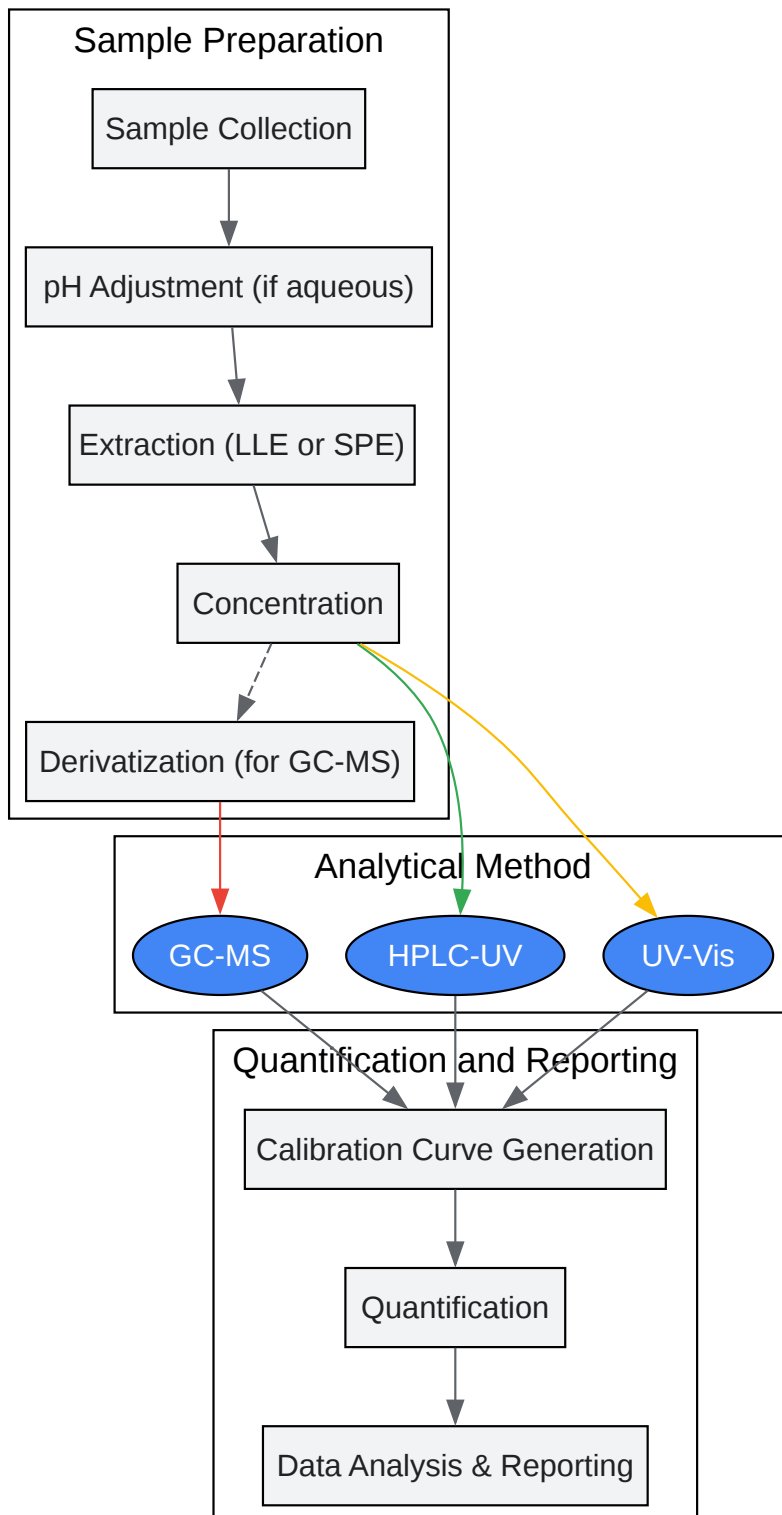 Sample Preparation
Sample Collection
pH Adjustment (if aqueous)
Extraction (LLE or SPE)
Concentration
Derivatization (for GC-MS)
Analytical Method
GC-MS
HPLC-UV
UV-Vis
Quantification and Reporting
Calibration Curve Generation
Quantification
Data Analysis & Reporting